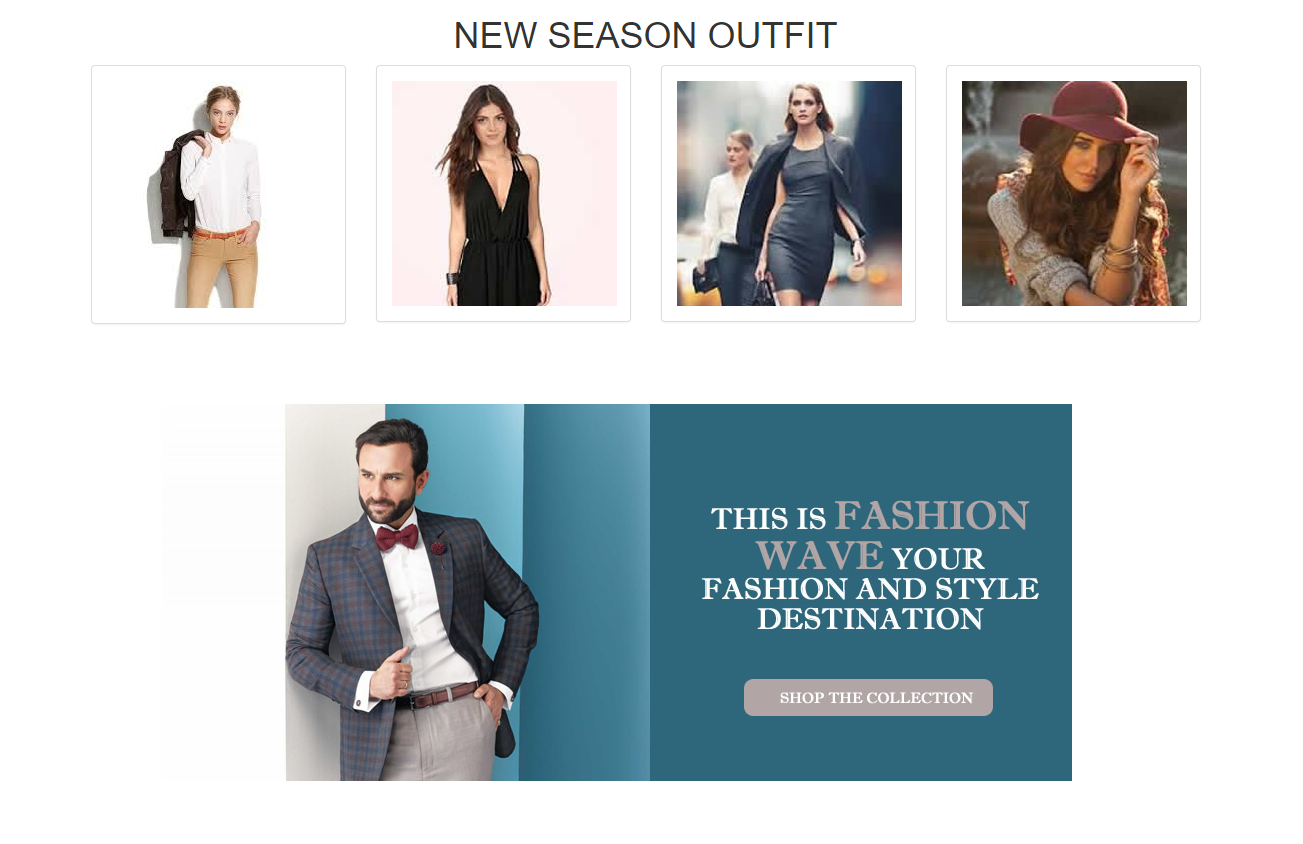 NEW SEASON OUTFIT
THIS IS FASHION
WAVE YOUR
FASHION AND STYLE
DESTINATION
SHOP THE COLLECTION